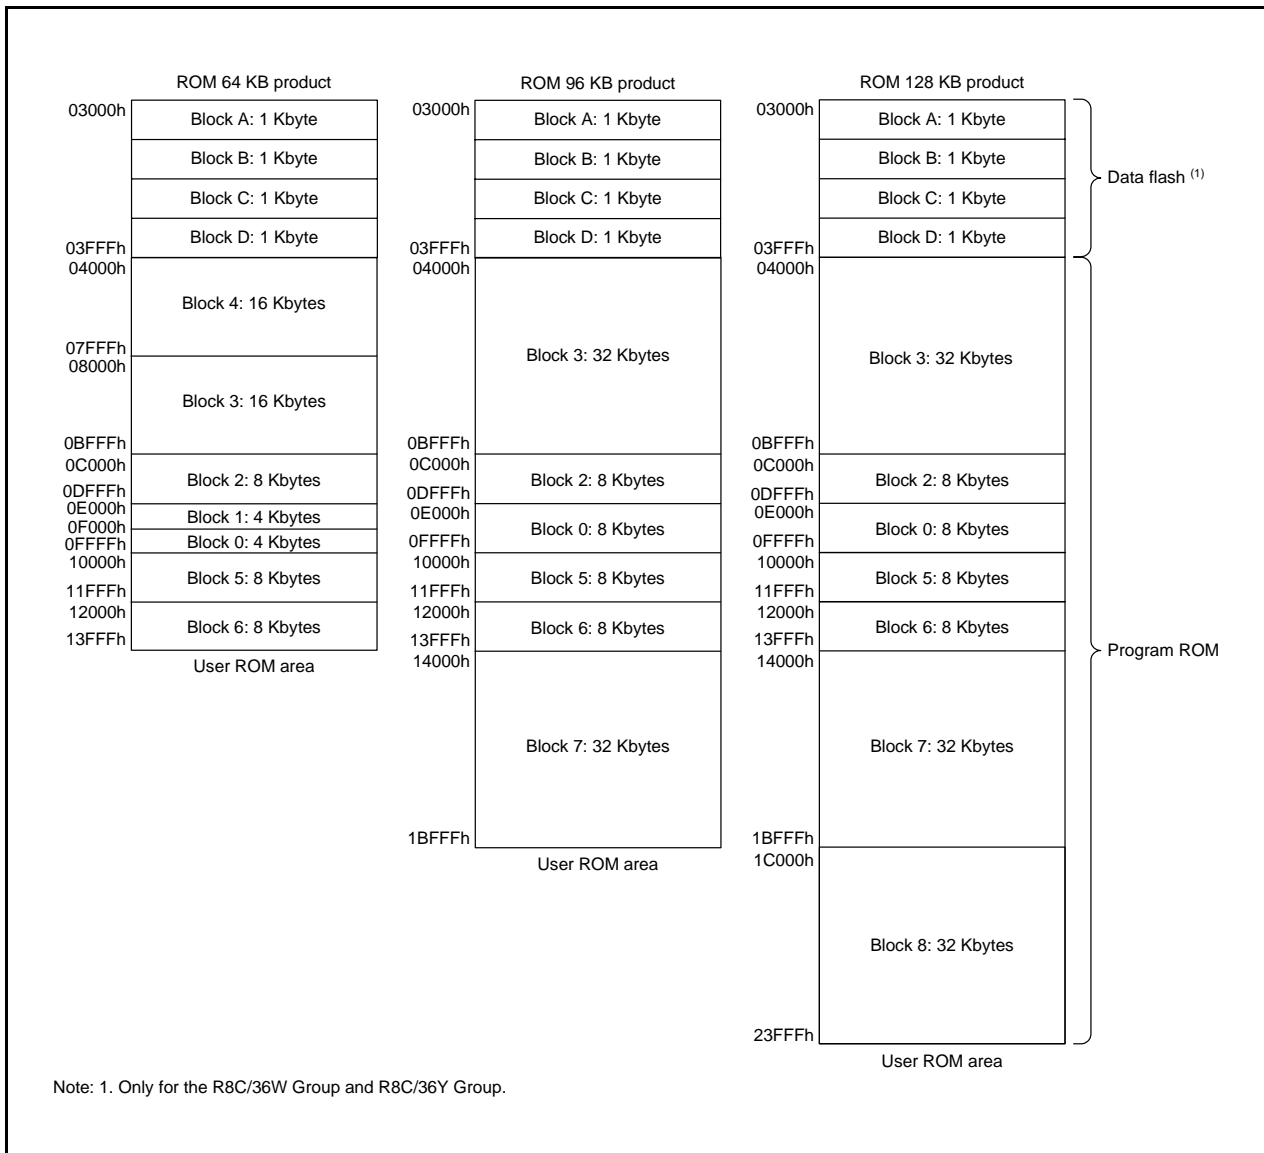 ROM 64 KB product
03000h
Block A: 1 Kbyte
Block B: 1 Kbyte
Block C: 1 Kbyte
Block D: 1 Kbyte
03FFFh
04000h
Block 4: 16 Kbytes
07FFFh
08000h
Block 3: 16 Kbytes
0BFFFh
0C000h
Block 2: 8 Kbytes
0DFFFh
0E000h
Block 1: 4 Kbytes
0F000h
Block 0: 4 Kbytes
0FFFFh
10000h
Block 5: 8 Kbytes
11FFFh
12000h
Block 6: 8 Kbytes
13FFFh
User ROM area
ROM 96 KB product
03000h
Block A: 1 Kbyte
Block B: 1 Kbyte
Block C: 1 Kbyte
Block D: 1 Kbyte
03FFFh
04000h
Block 3: 32 Kbytes
0BFFFh
0C000h
Block 2: 8 Kbytes
0DFFFh
0E000h
Block 0: 8 Kbytes
0FFFFh
10000h
Block 5: 8 Kbytes
11FFFh
12000h
Block 6: 8 Kbytes
13FFFh
14000h
Block 7: 32 Kbytes
1BFFFh
User ROM area
ROM 128 KB product
03000h
Block A: 1 Kbyte
Block B: 1 Kbyte
Block C: 1 Kbyte
Block D: 1 Kbyte
03FFFh
04000h
Block 3: 32 Kbytes
0BFFFh
0C000h
Block 2: 8 Kbytes
0DFFFh
0E000h
Block 0: 8 Kbytes
0FFFFh
10000h
Block 5: 8 Kbytes
11FFFh
12000h
Block 6: 8 Kbytes
13FFFh
14000h
Block 7: 32 Kbytes
1BFFFh
1C000h
Block 8: 32 Kbytes
23FFFh
User ROM area
Data flash (1)
Program ROM
Note: 1. Only for the R8C/36W Group and R8C/36Y Group.